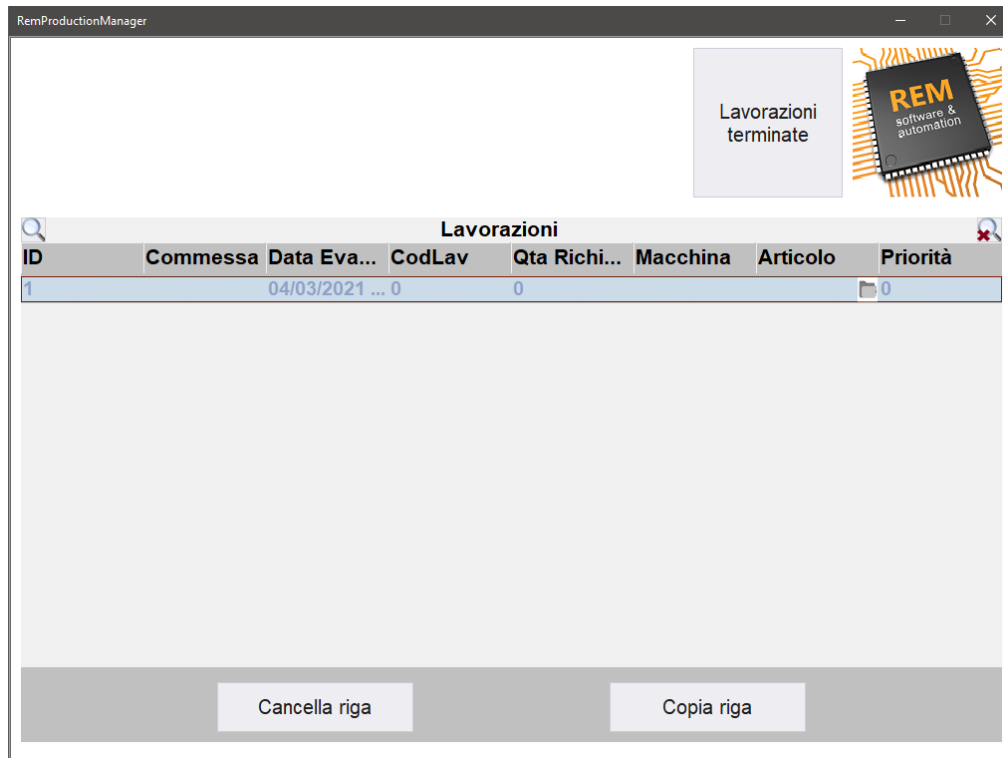 RemProductionManager
Lavorazioni
terminate
REM
software &
automation
Lavorazioni
ID Commessa Data Eva... CodLav Qta Richi... Macchina Articolo Priorità
1 04/03/2021 ... 0 0 0
Cancella riga Copia riga